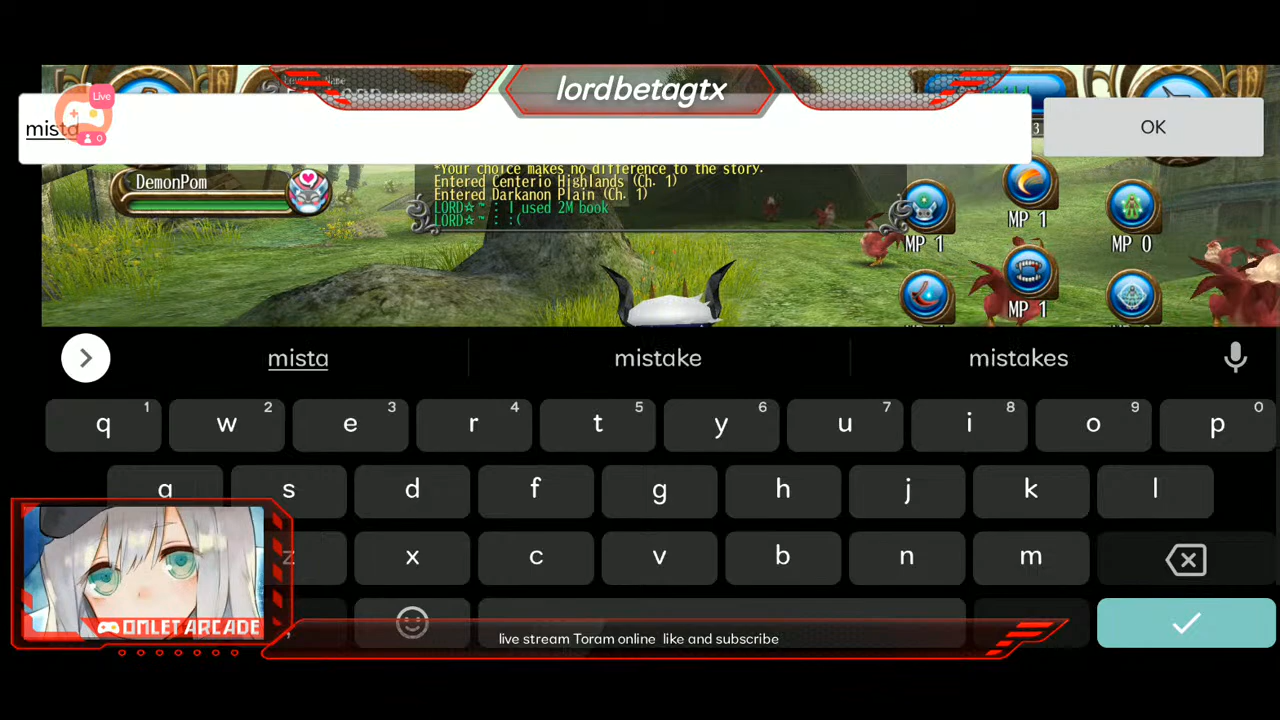 lordbetagtx
Live
mista
OK
0
3
DemonPom
*Your choice makes no difference to the story.
Entered Centerio Highlands (Ch. 1)
Entered Darkanon Plain (Ch. 1)
LORD☆ ™ : I used 2M book
LORD☆ ™ : :(
MP 1
MP 1
MP 0
MP 1
mista
mistake
mistakes
q 1 w 2 e 3 r 4 t 5 y 6 u 7 i 8 o 9 p 0
a s d f g h j k l
z x c v b n m
,
OMLET ARCADE
live stream Toram online like and subscribe